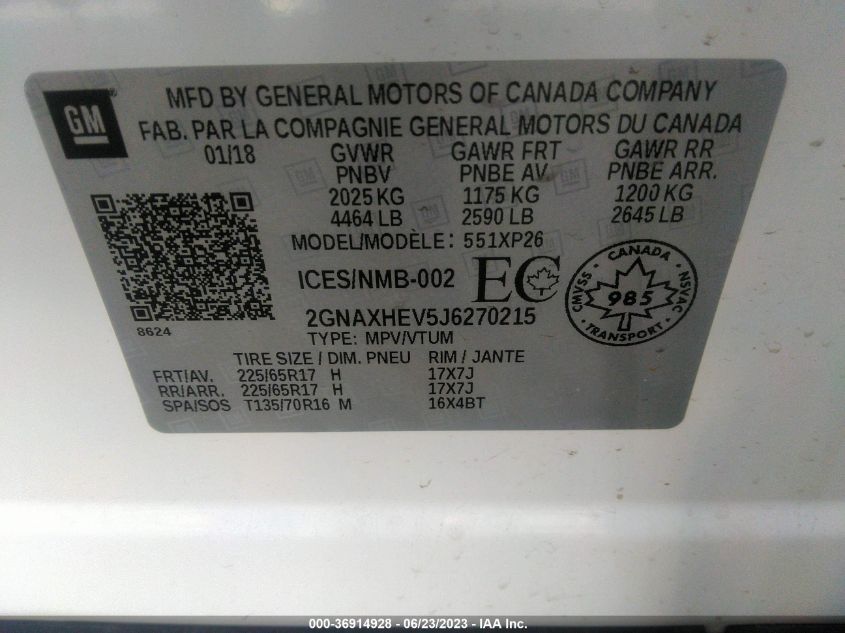 GM
MFD BY GENERAL MOTORS OF CANADA COMPANY
FAB. PAR LA COMPAGNIE GENERAL MOTORS DU CANADA
01/18 GVWR GAWR FRT GAWR RR
PNBV PNBE AV. PNBE ARR.
2025 KG 1175 KG 1200 KG
4464 LB 2590 LB 2645 LB
MODEL/MODÈLE: 551XP26
ICES/NMB-002 EC
CANADA
CMVSS 985 NSVAC
TRANSPORT
8624
2GNAXHEV5J6270215
TYPE: MPV/VTUM
TIRE SIZE / DIM. PNEU RIM / JANTE
FRT/AV. 225/65R17 H 17X7J
RR/ARR. 225/65R17 H 17X7J
SPA/SOS T135/70R16 M 16X4BT
000-36914928 - 06/23/2023 - IAA Inc.